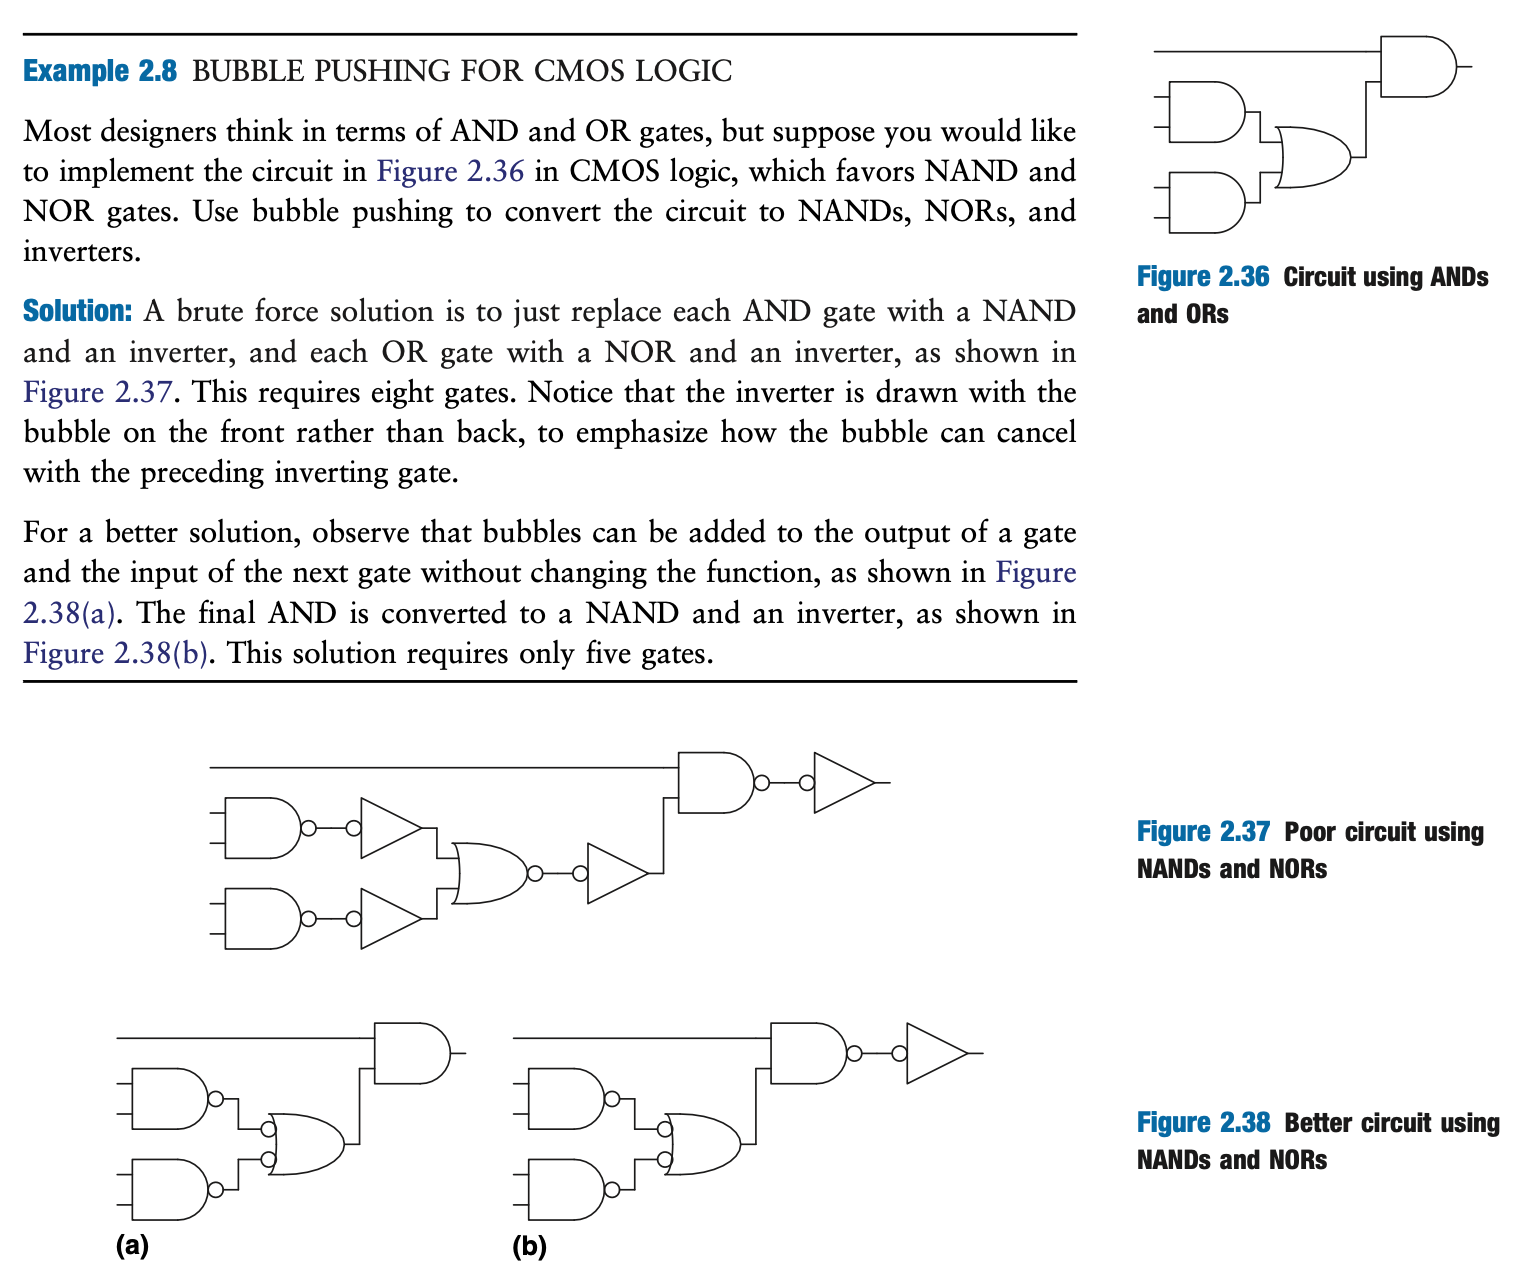 Example 2.8 BUBBLE PUSHING FOR CMOS LOGIC
Most designers think in terms of AND and OR gates, but suppose you would like
to implement the circuit in Figure 2.36 in CMOS logic, which favors NAND and
NOR gates. Use bubble pushing to convert the circuit to NANDs, NORs, and
inverters.
Figure 2.36 Circuit using ANDs
and ORs
Solution: A brute force solution is to just replace each AND gate with a NAND
and an inverter, and each OR gate with a NOR and an inverter, as shown in
Figure 2.37. This requires eight gates. Notice that the inverter is drawn with the
bubble on the front rather than back, to emphasize how the bubble can cancel
with the preceding inverting gate.
For a better solution, observe that bubbles can be added to the output of a gate
and the input of the next gate without changing the function, as shown in Figure
2.38(a). The final AND is converted to a NAND and an inverter, as shown in
Figure 2.38(b). This solution requires only five gates.
Figure 2.37 Poor circuit using
NANDs and NORs
Figure 2.38 Better circuit using
NANDs and NORs
(a)
(b)